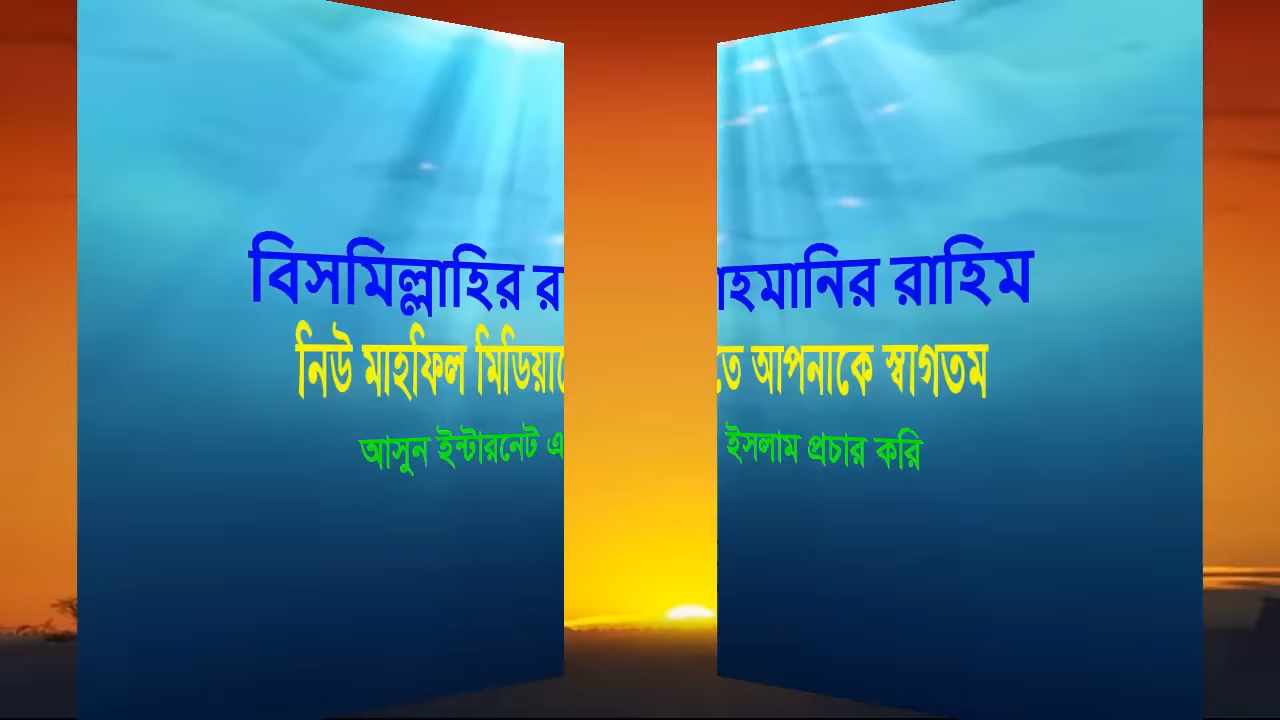 বিসমিল্লাহির রাহমানির রাহিম
নিউ মাহফিল মিডিয়াতে আপনাকে স্বাগতম
আসুন ইন্টারনেট এ ইসলাম প্রচার করি